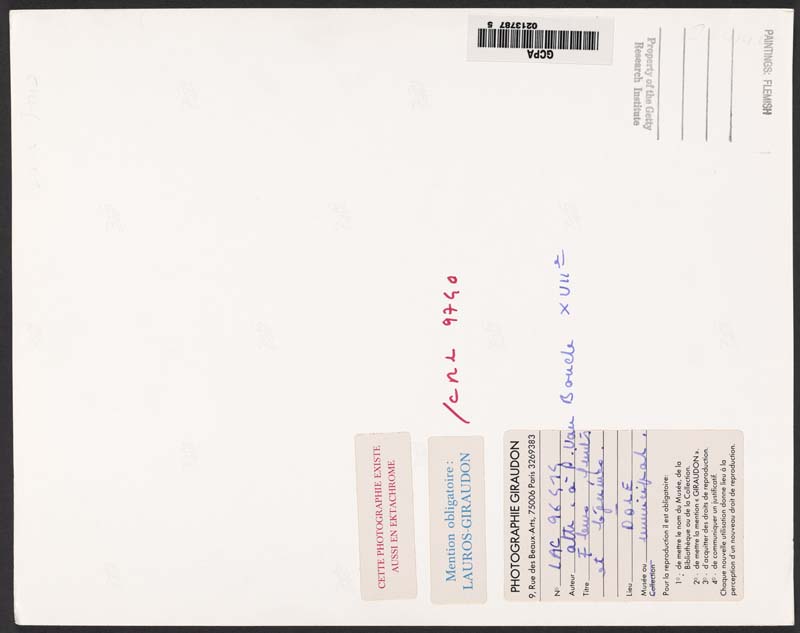 PAINTINGS: FLEMISH
Property of the Getty
Research Institute
GCPA
0213787 5
CETTE PHOTOGRAPHIE EXISTE
AUSSI EN EKTACHROME
Mention obligatoire :
LAUROS-GIRAUDON
PHOTOGRAPHIE GIRAUDON
9, Rue des Beaux-Arts, 75006 Paris 3269383
N° LAC
Auteur attr. à P. Van Boucle XVIIe
Titre Fleurs fruits
et légumes.
Lieu DOLE
Musée ou municipal.
Collection
Pour la reproduction il est obligatoire:
1° : de mettre le nom du Musée, de la
Bibliothèque ou de la Collection.
2° : de mettre la mention « GIRAUDON ».
3° : d'acquitter des droits de reproduction.
4° : de communiquer un justificatif.
Chaque nouvelle utilisation donne lieu à la
perception d'un nouveau droit de reproduction.